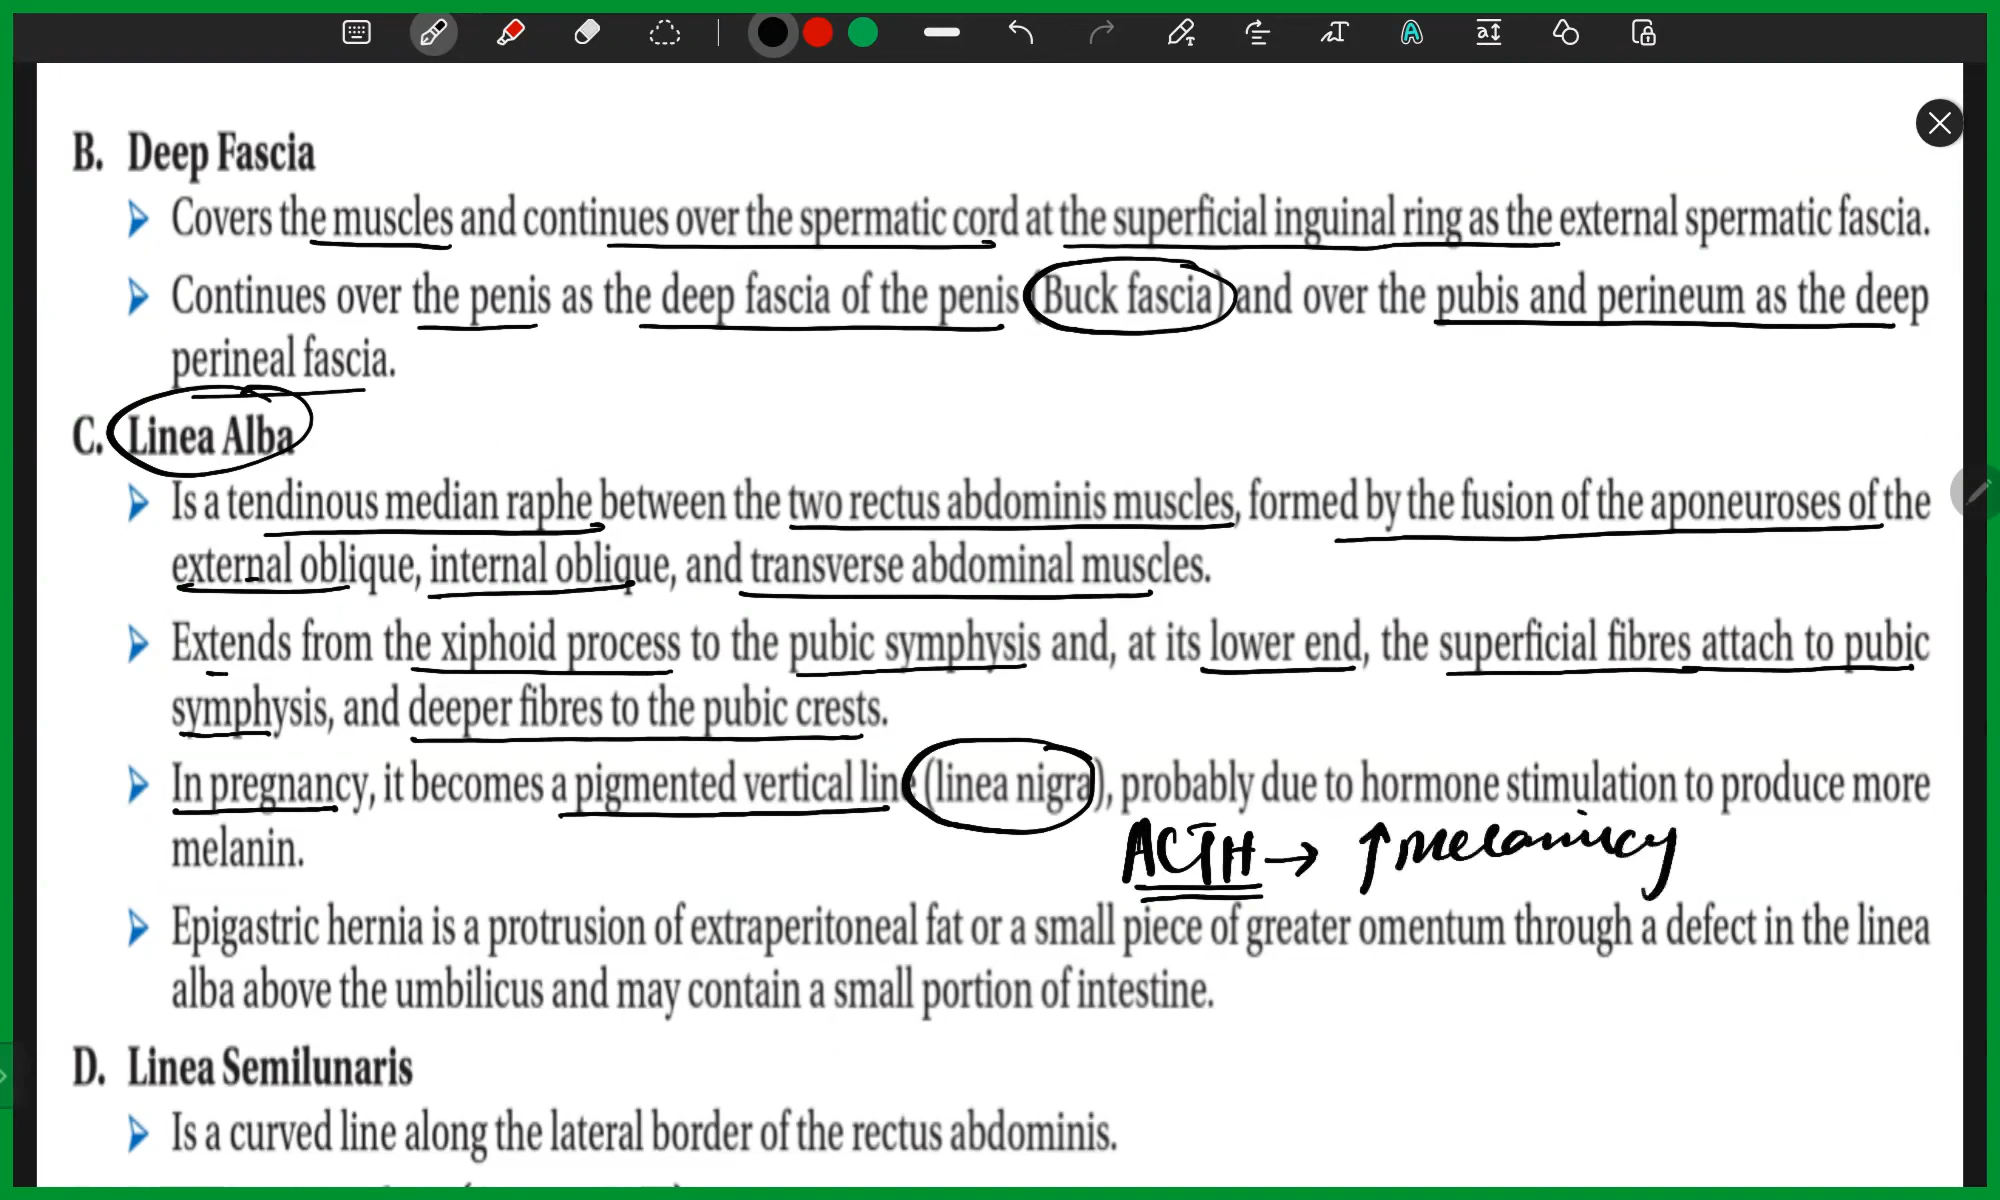 B. Deep Fascia
Covers the muscles and continues over the spermatic cord at the superficial inguinal ring as the external spermatic fascia.
Continues over the penis as the deep fascia of the penis (Buck fascia) and over the pubis and perineum as the deep
perineal fascia.
C. Linea Alba
Is a tendinous median raphe between the two rectus abdominis muscles, formed by the fusion of the aponeuroses of the
external oblique, internal oblique, and transverse abdominal muscles.
Extends from the xiphoid process to the pubic symphysis and, at its lower end, the superficial fibres attach to pubic
symphysis, and deeper fibres to the pubic crests.
In pregnancy, it becomes a pigmented vertical line (linea nigra), probably due to hormone stimulation to produce more
melanin.
ACTH → ↑
Epigastric hernia is a protrusion of extraperitoneal fat or a small piece of greater omentum through a defect in the linea
alba above the umbilicus and may contain a small portion of intestine.
D. Linea Semilunaris
Is a curved line along the lateral border of the rectus abdominis.